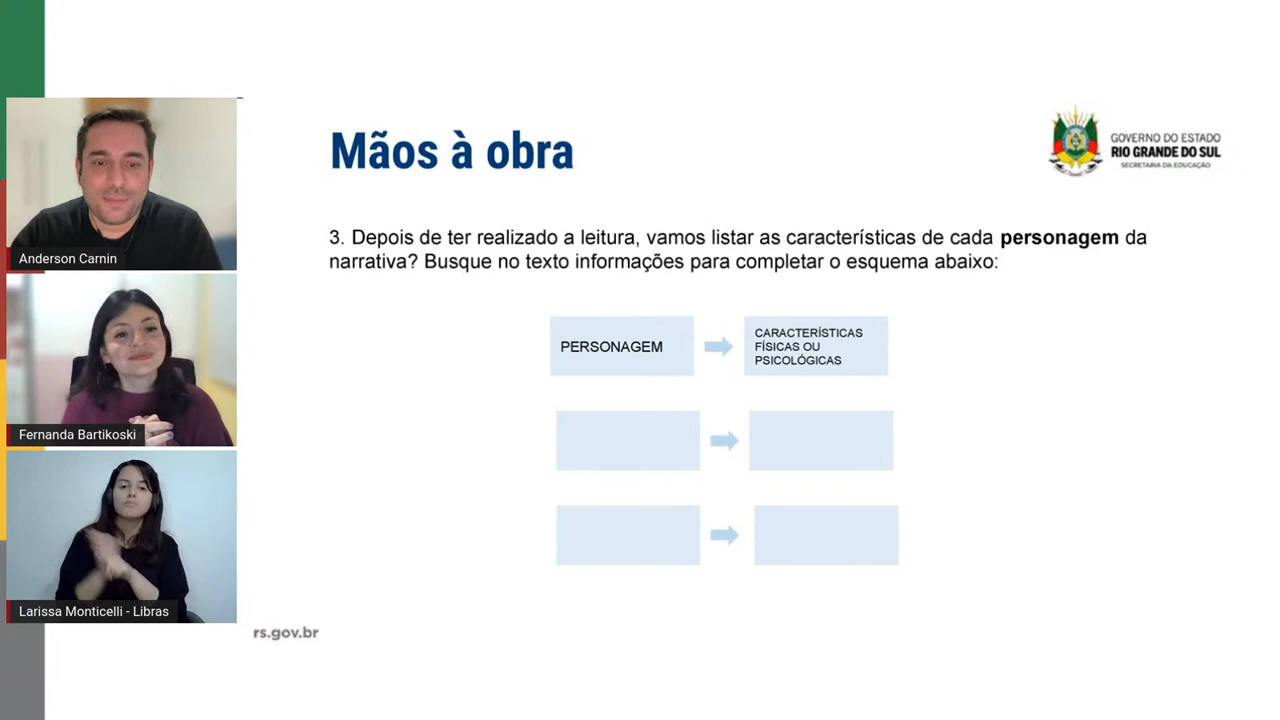 Mãos à obra
GOVERNO DO ESTADO
RIO GRANDE DO SUL
SECRETARIA DA EDUCAÇÃO
3. Depois de ter realizado a leitura, vamos listar as características de cada personagem da
narrativa? Busque no texto informações para completar o esquema abaixo:
PERSONAGEM
CARACTERÍSTICAS
FÍSICAS OU
PSICOLÓGICAS
Anderson Carnin
Fernanda Bartikoski
Larissa Monticelli - Libras
rs.gov.br